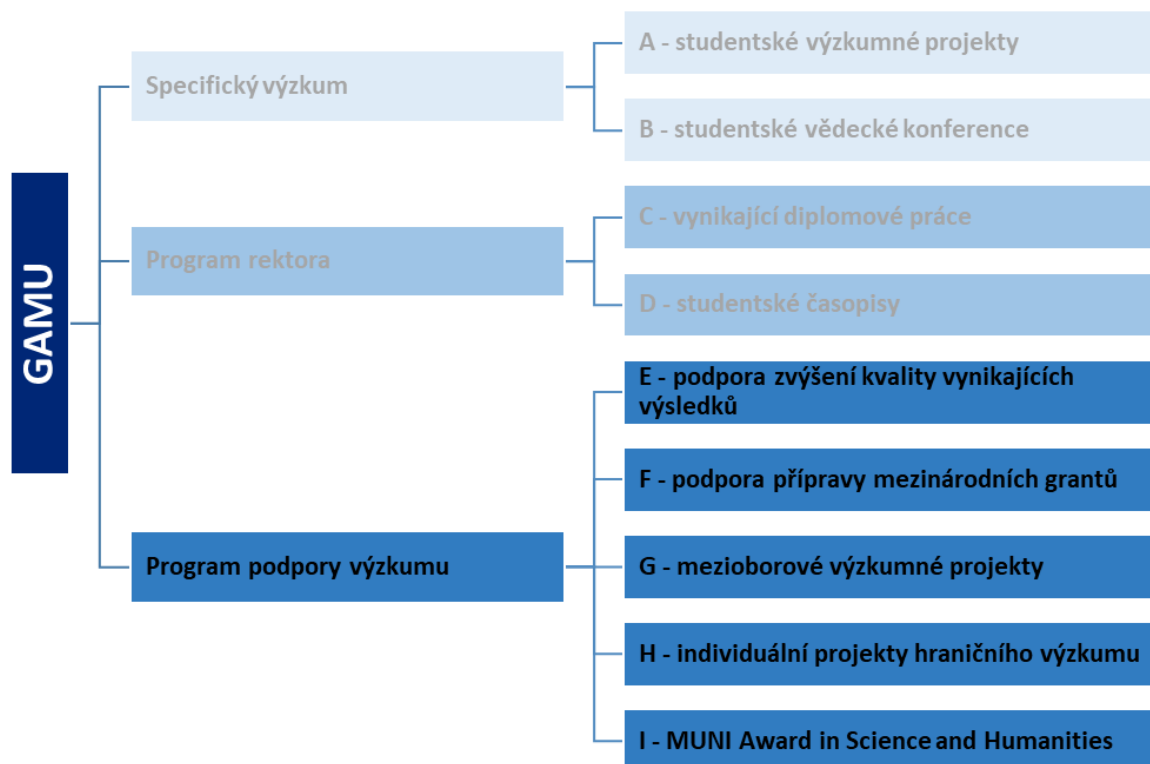 GAMU
Specifický výzkum
A - studentské výzkumné projekty
B - studentské vědecké konference
Program rektora
C - vynikající diplomové práce
D - studentské časopisy
Program podpory výzkumu
E - podpora zvýšení kvality vynikajících
výsledků
F - podpora přípravy mezinárodních grantů
G - mezioborové výzkumné projekty
H - individuální projekty hraničního výzkumu
I - MUNI Award in Science and Humanities